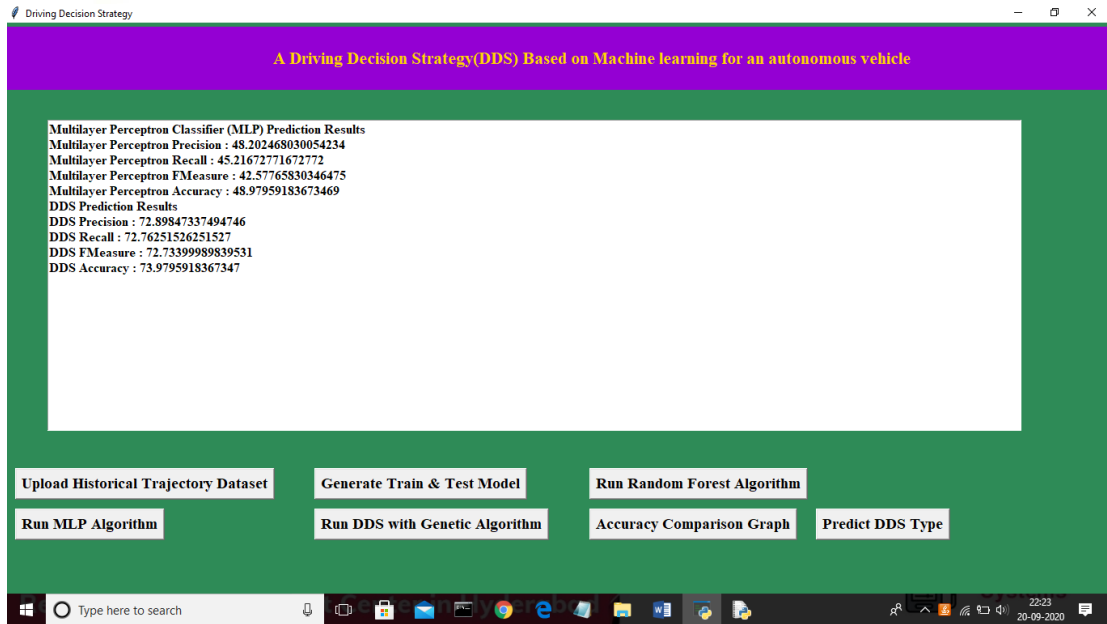 Driving Decision Strategy
A Driving Decision Strategy(DDS) Based on Machine learning for an autonomous vehicle
Multilayer Perceptron Classifier (MLP) Prediction Results
Multilayer Perceptron Precision : 48.202468030054234
Multilayer Perceptron Recall : 45.21672771672772
Multilayer Perceptron FMeasure : 42.57765830346475
Multilayer Perceptron Accuracy : 48.97959183673469
DDS Prediction Results
DDS Precision : 72.89847337494746
DDS Recall : 72.76251526251527
DDS FMeasure : 72.73399989839531
DDS Accuracy : 73.9795918367347
Upload Historical Trajectory Dataset
Generate Train & Test Model
Run Random Forest Algorithm
Run MLP Algorithm
Run DDS with Genetic Algorithm
Accuracy Comparison Graph
Predict DDS Type
Type here to search
22:23
20-09-2020